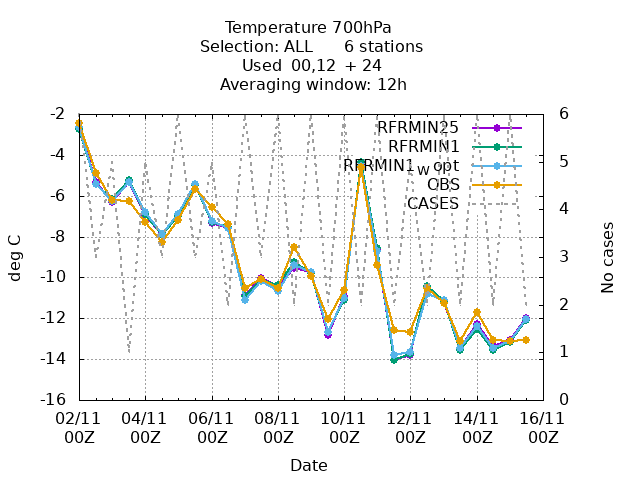 Temperature 700hPa
Selection: ALL 6 stations
Used 00,12 + 24
Averaging window: 12h
-2 6
RFRMIN25
RFRMIN1
-4 5
RFRMIN1_W_opt
OBS
-6
CASES
4
-8
3
deg C
No cases
-10
2
-12
-14 1
-16 0
02/11 04/11 06/11 08/11 10/11 12/11 14/11 16/11
00Z 00Z 00Z 00Z 00Z 00Z 00Z 00Z
Date